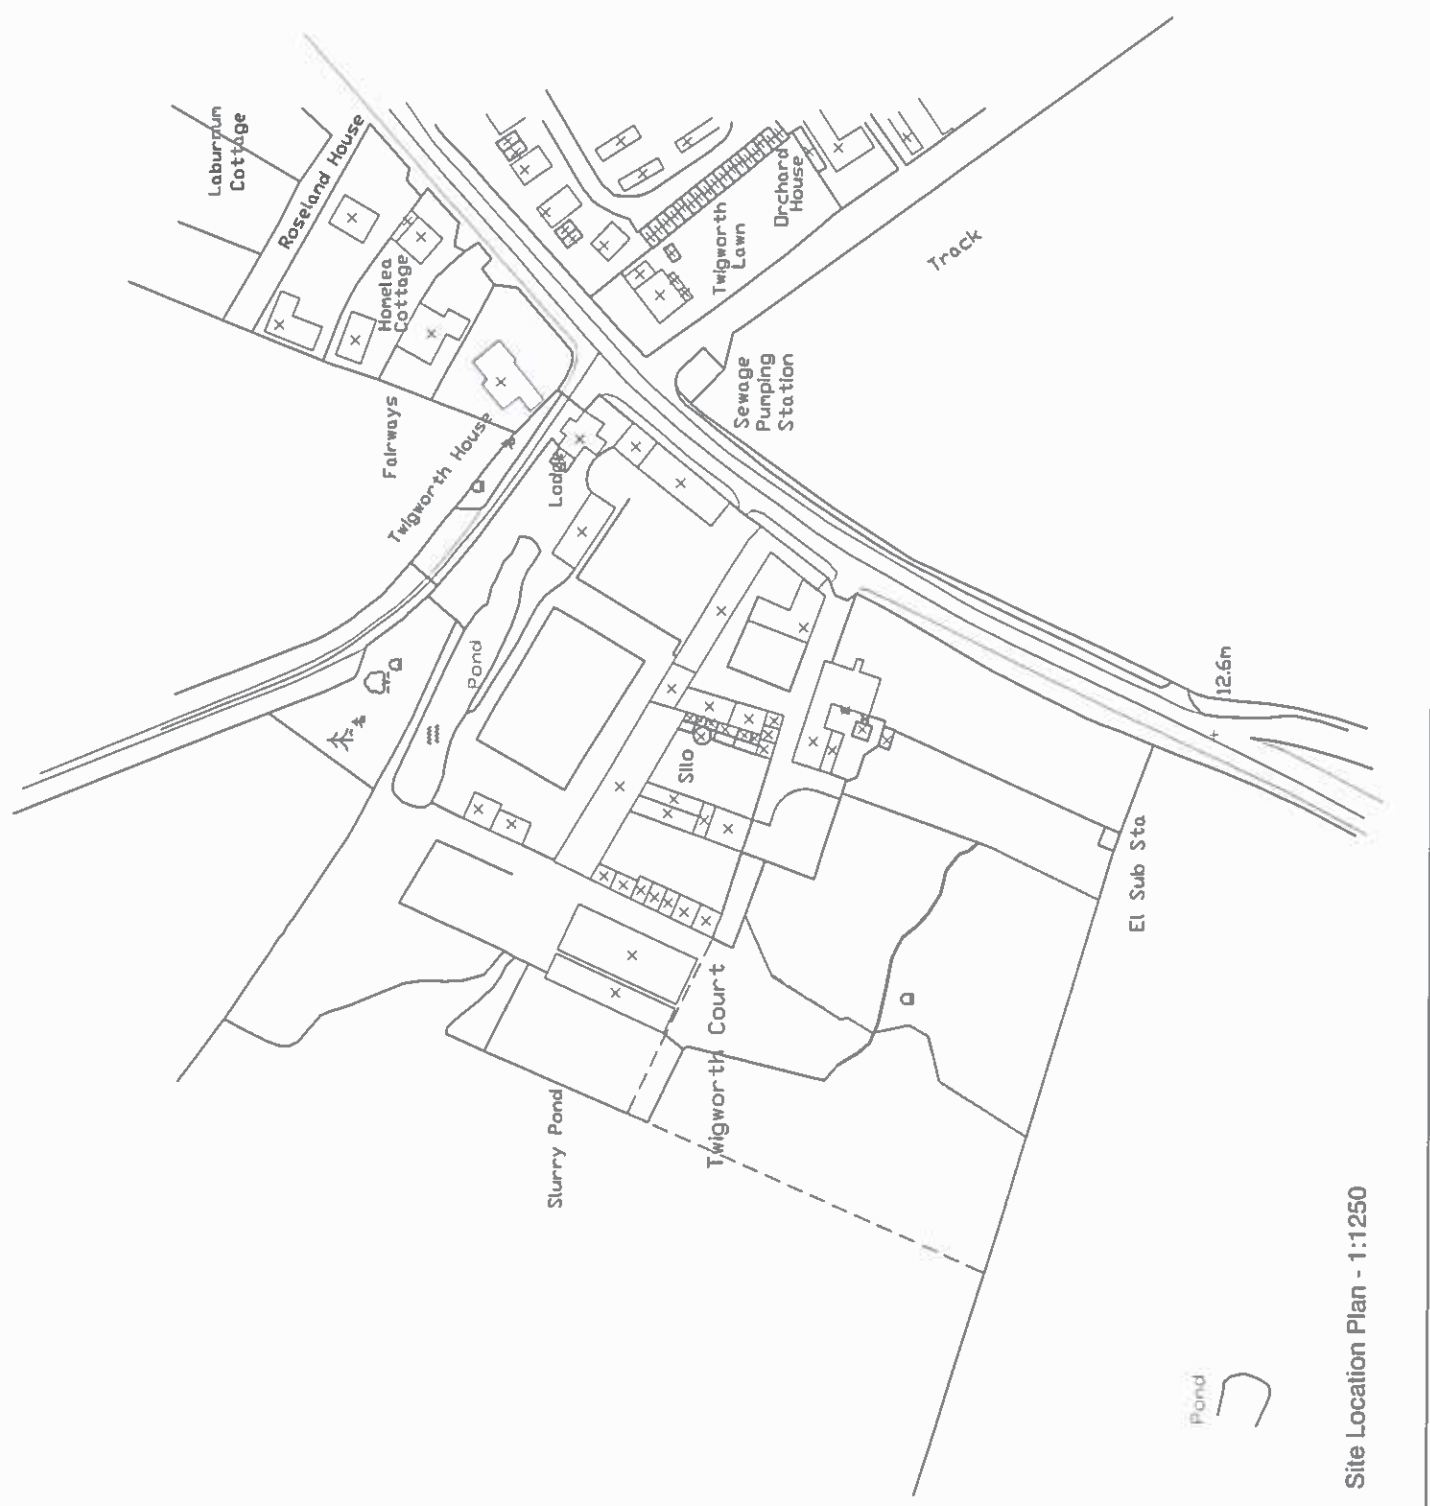 Laburnum
Cottage
Roseland House
Homelea
Cottage
Fairways
Twigworth House
Lodge
Pond
Silo
Twigworth
Lawn
Orchard
House
Track
Sewage
Pumping
Station
12.6m
El Sub Sta
Twigworth Court
Slurry Pond
Pond
Site Location Plan - 1:1250